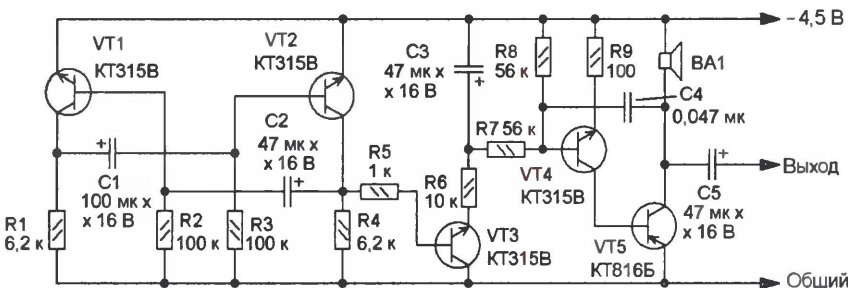 – 4,5 В
VT1
КТ315В
VT2
КТ315В
C3
47 мк х
х 16 В
R8
56 к
R9
100
BA1
C4
0,047 мк
C2
47 мк х
х 16 В
R7 56 к
+
C1
100 мк х
х 16 В
+
R5
1 к
R6
10 к
+
VT4
КТ315В
+
Выход
C5
47 мк х
х 16 В
R1
6,2 к
R2
100 к
R3
100 к
R4
6,2 к
VT3
КТ315В
VT5
КТ816Б
Общий